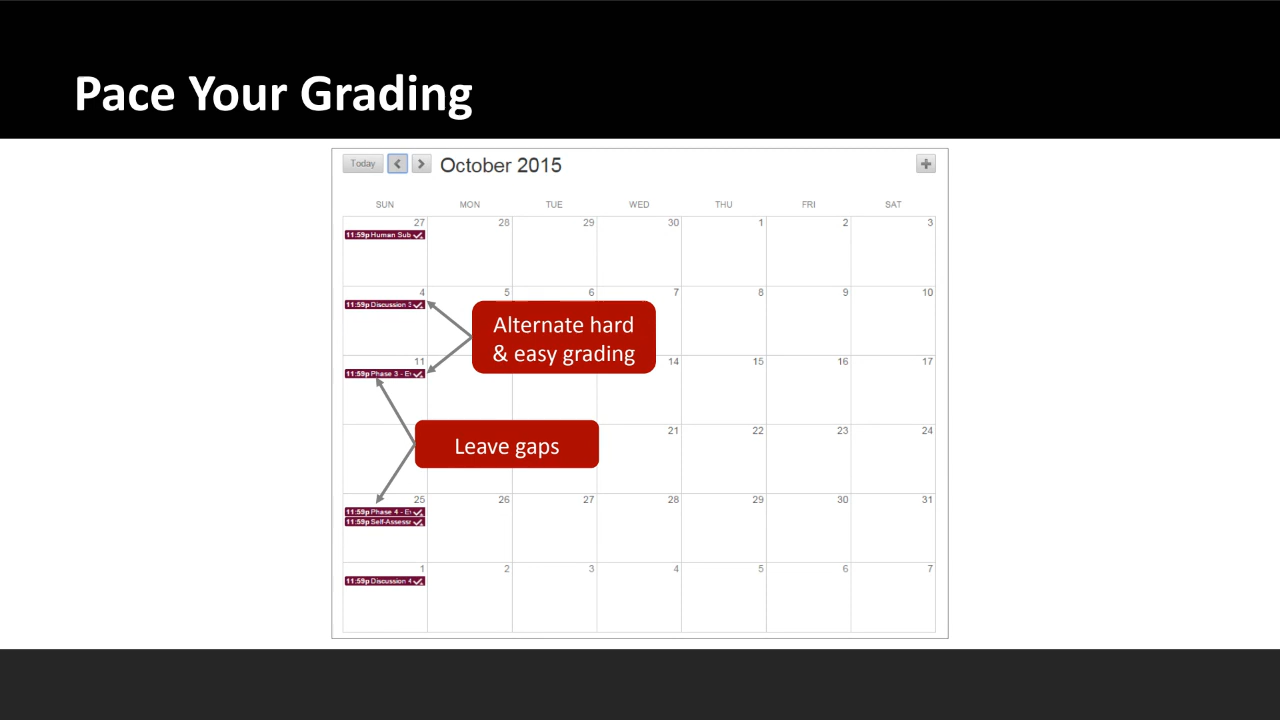 Pace Your Grading
Today < > October 2015 +
SUN MON TUE WED THU FRI SAT
27 28 29 30 1 2 3
11:59p Human Sub
4 5 6 7 8 9 10
11:59p Discussion
Alternate hard
& easy grading
11 14 15 16 17
11:59p Phase 3 - Ev
21 22 23 24
Leave gaps
25 26 27 28 29 30 31
11:59p Phase 4 - Ev
11:59p Self-Assess
1 2 3 4 5 6 7
11:59p Discussion 4